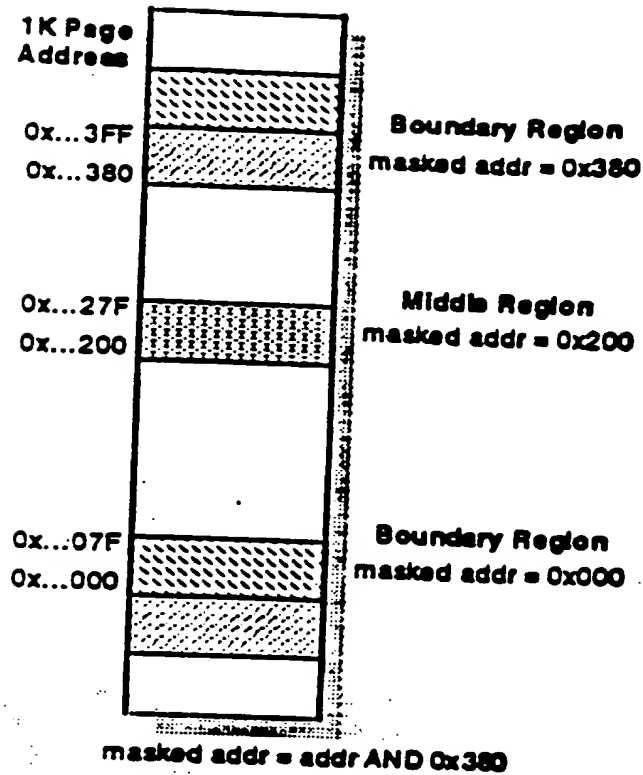 1K Page
Address
0x...3FF
Boundary Region
0x...380
masked addr = 0x380
0x...27F
Middle Region
0x...200
masked addr = 0x200
0x...07F
Boundary Region
0x...000
masked addr = 0x000
masked addr = addr AND 0x380